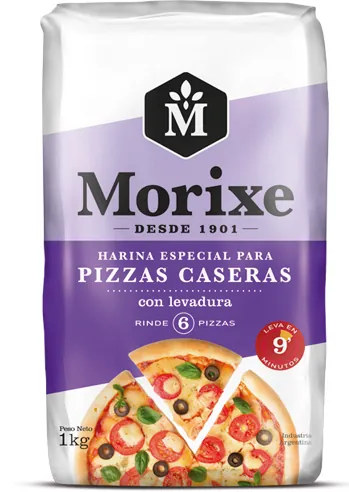 M
Morixe
DESDE 1901
HARINA ESPECIAL PARA
PIZZAS CASERAS
con levadura
RINDE 6 PIZZAS
LEVA EN
9'
MINUTOS
Peso Neto
1kg
Industria
Argentina